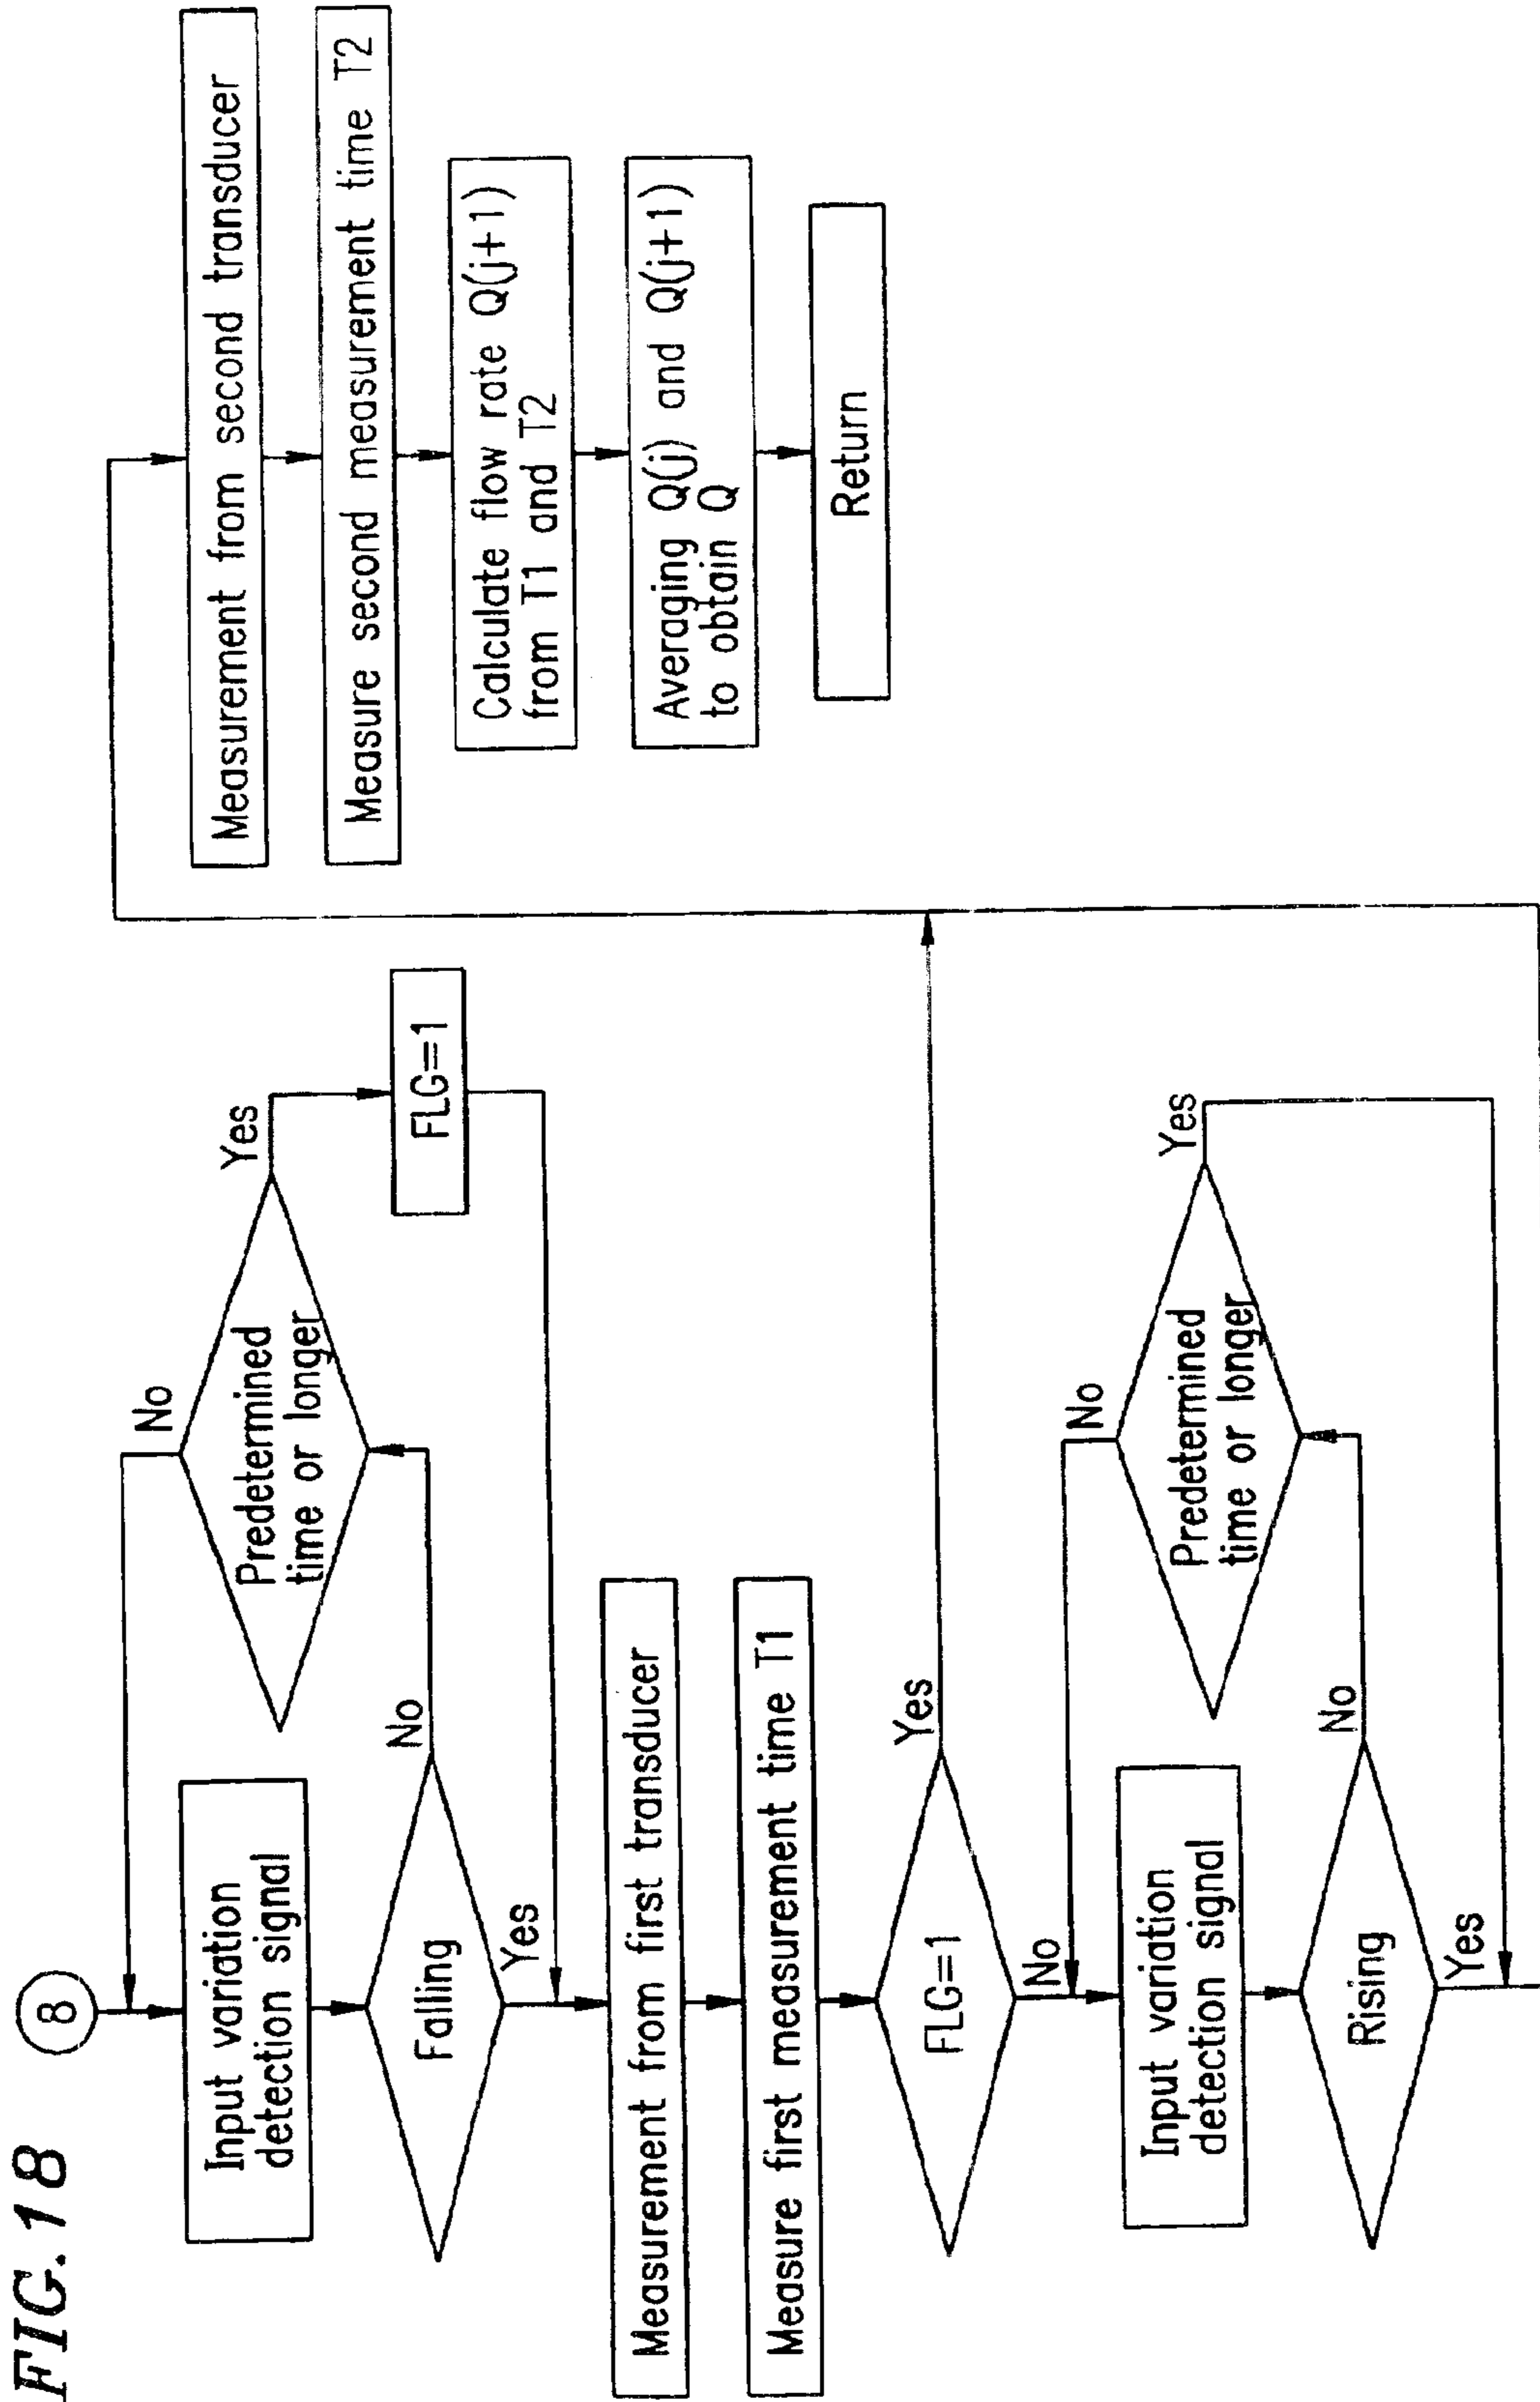 FIG. 18
8
Input variation
detection signal
Falling
No
Yes
Predetermined
time or longer
No
Yes
FLG=1
Measurement from first transducer
Measure first measurement time T1
FLG=1
Yes
No
Input variation
detection signal
Rising
No
Yes
Predetermined
time or longer
No
Yes
Measurement from second transducer
Measure second measurement time T2
Calculate flow rate Q(j+1)
from T1 and T2
Averaging Q(j) and Q(j+1)
to obtain Q
Return